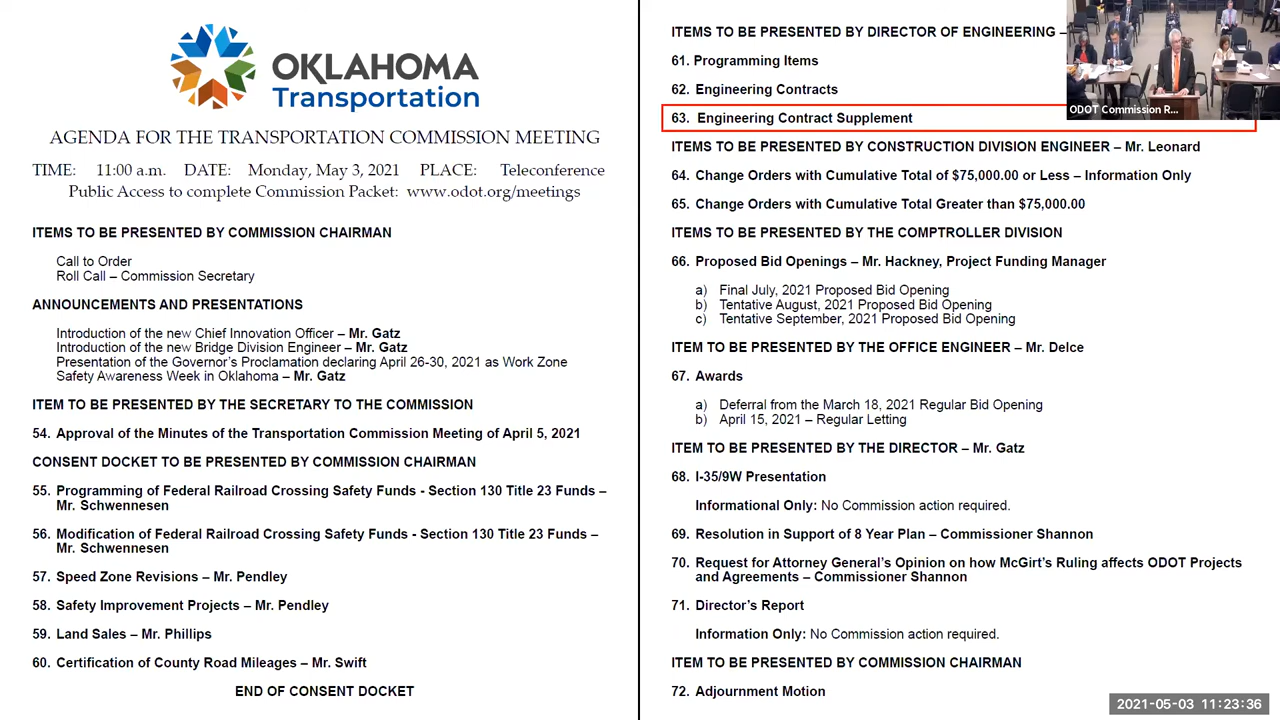 OKLAHOMA
Transportation
AGENDA FOR THE TRANSPORTATION COMMISSION MEETING
TIME: 11:00 a.m. DATE: Monday, May 3, 2021 PLACE: Teleconference
Public Access to complete Commission Packet: www.odot.org/meetings
ITEMS TO BE PRESENTED BY COMMISSION CHAIRMAN
Call to Order
Roll Call – Commission Secretary
ANNOUNCEMENTS AND PRESENTATIONS
Introduction of the new Chief Innovation Officer – Mr. Gatz
Introduction of the new Bridge Division Engineer – Mr. Gatz
Presentation of the Governor's Proclamation declaring April 26-30, 2021 as Work Zone
Safety Awareness Week in Oklahoma – Mr. Gatz
ITEM TO BE PRESENTED BY THE SECRETARY TO THE COMMISSION
54. Approval of the Minutes of the Transportation Commission Meeting of April 5, 2021
CONSENT DOCKET TO BE PRESENTED BY COMMISSION CHAIRMAN
55. Programming of Federal Railroad Crossing Safety Funds - Section 130 Title 23 Funds –
Mr. Schwennesen
56. Modification of Federal Railroad Crossing Safety Funds - Section 130 Title 23 Funds –
Mr. Schwennesen
57. Speed Zone Revisions – Mr. Pendley
58. Safety Improvement Projects – Mr. Pendley
59. Land Sales – Mr. Phillips
60. Certification of County Road Mileages – Mr. Swift
END OF CONSENT DOCKET
ITEMS TO BE PRESENTED BY DIRECTOR OF ENGINEERING –
61. Programming Items
62. Engineering Contracts
63. Engineering Contract Supplement
ITEMS TO BE PRESENTED BY CONSTRUCTION DIVISION ENGINEER – Mr. Leonard
64. Change Orders with Cumulative Total of $75,000.00 or Less – Information Only
65. Change Orders with Cumulative Total Greater than $75,000.00
ITEMS TO BE PRESENTED BY THE COMPTROLLER DIVISION
66. Proposed Bid Openings – Mr. Hackney, Project Funding Manager
a) Final July, 2021 Proposed Bid Opening
b) Tentative August, 2021 Proposed Bid Opening
c) Tentative September, 2021 Proposed Bid Opening
ITEM TO BE PRESENTED BY THE OFFICE ENGINEER – Mr. Delce
67. Awards
a) Deferral from the March 18, 2021 Regular Bid Opening
b) April 15, 2021 – Regular Letting
ITEM TO BE PRESENTED BY THE DIRECTOR – Mr. Gatz
68. I-35/9W Presentation
Informational Only: No Commission action required.
69. Resolution in Support of 8 Year Plan – Commissioner Shannon
70. Request for Attorney General's Opinion on how McGirt's Ruling affects ODOT Projects
and Agreements – Commissioner Shannon
71. Director's Report
Information Only: No Commission action required.
ITEM TO BE PRESENTED BY COMMISSION CHAIRMAN
72. Adjournment Motion
ODOT Commission R...
2021-05-03 11:23:36